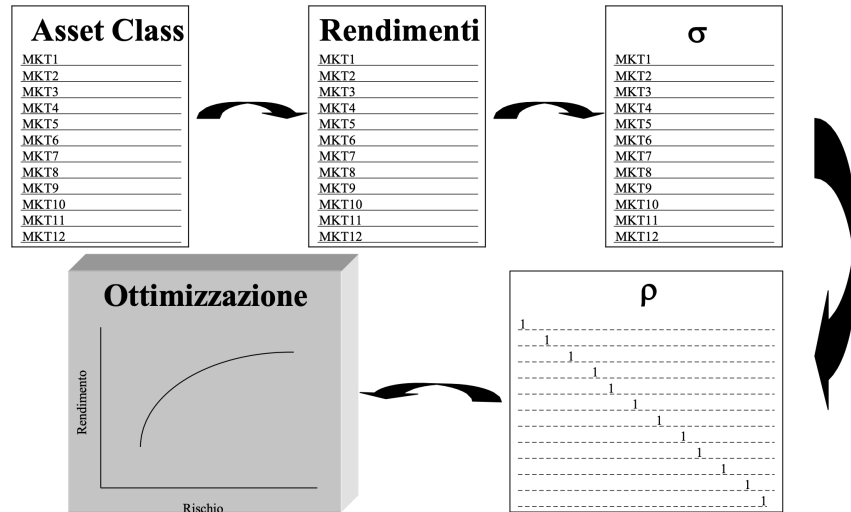 Asset Class
MKT1
MKT2
MKT3
MKT4
MKT5
MKT6
MKT7
MKT8
MKT9
MKT10
MKT11
MKT12
Rendimenti
MKT1
MKT2
MKT3
MKT4
MKT5
MKT6
MKT7
MKT8
MKT9
MKT10
MKT11
MKT12
σ
MKT1
MKT2
MKT3
MKT4
MKT5
MKT6
MKT7
MKT8
MKT9
MKT10
MKT11
MKT12
ρ
1
1
1
1
1
1
1
1
1
1
1
1
Ottimizzazione
Rendimento
Rischio